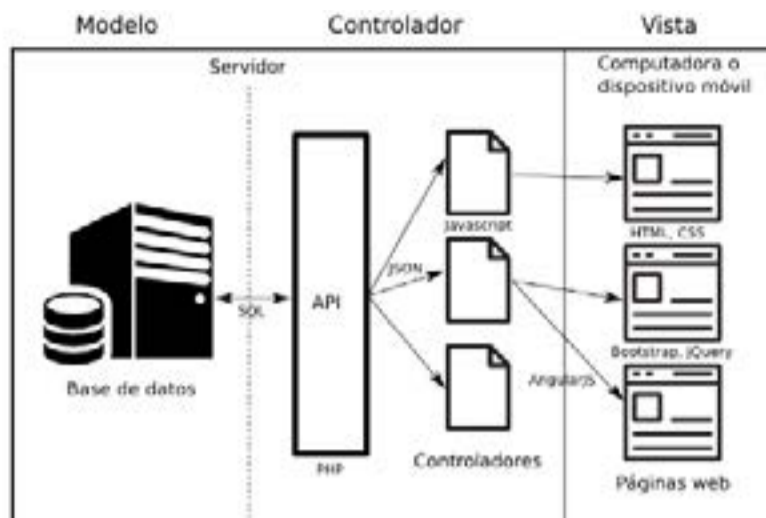 Modelo
Controlador
Vista
Servidor
Computadora o
dispositivo móvil
Javascript
HTML, CSS
JSON
SQL
API
Bootstrap, JQuery
AngularJS
Base de datos
PHP
Controladores
Páginas web